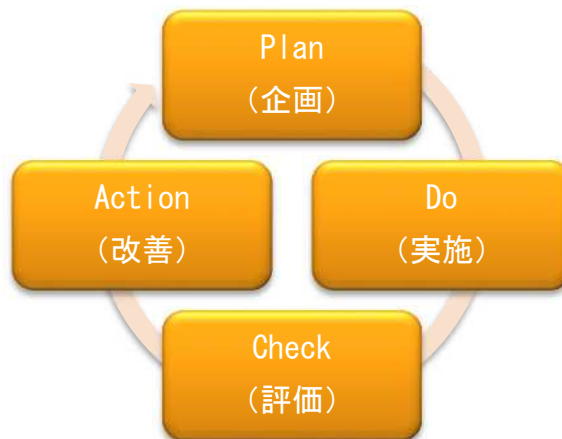 Plan
（企画）
Do
（実施）
Check
（評価）
Action
（改善）